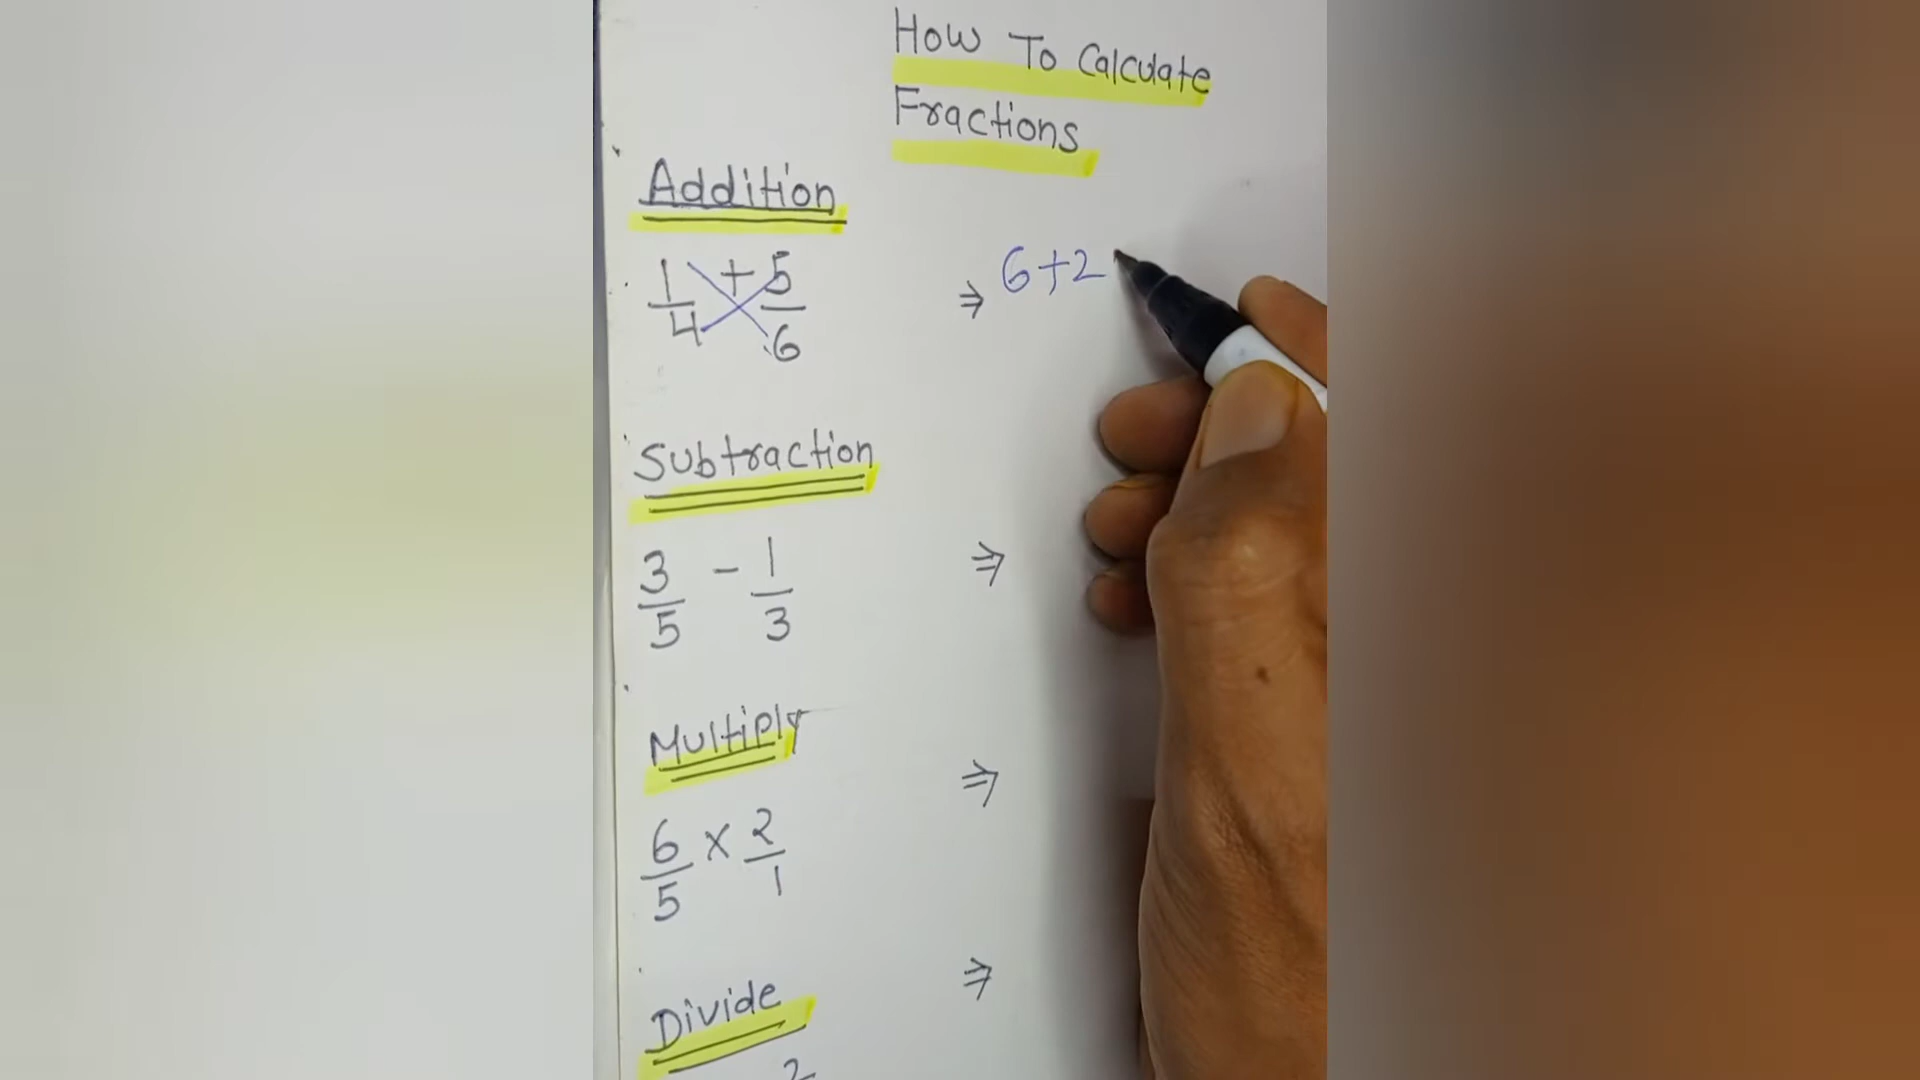 How To Calculate
Fractions
Addition
1/4 + 5/6 ⇒ 6+2
Subtraction
3/5 - 1/3 ⇒
Multiply
6/5 × 2/1 ⇒
Divide ⇒
2